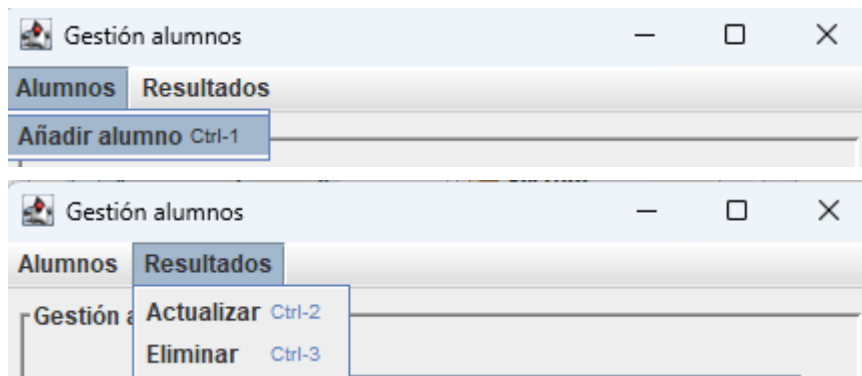 Gestión alumnos
Alumnos Resultados
Añadir alumno Ctrl-1
Gestión alumnos
Alumnos Resultados
Gestión
Actualizar Ctrl-2
Eliminar Ctrl-3